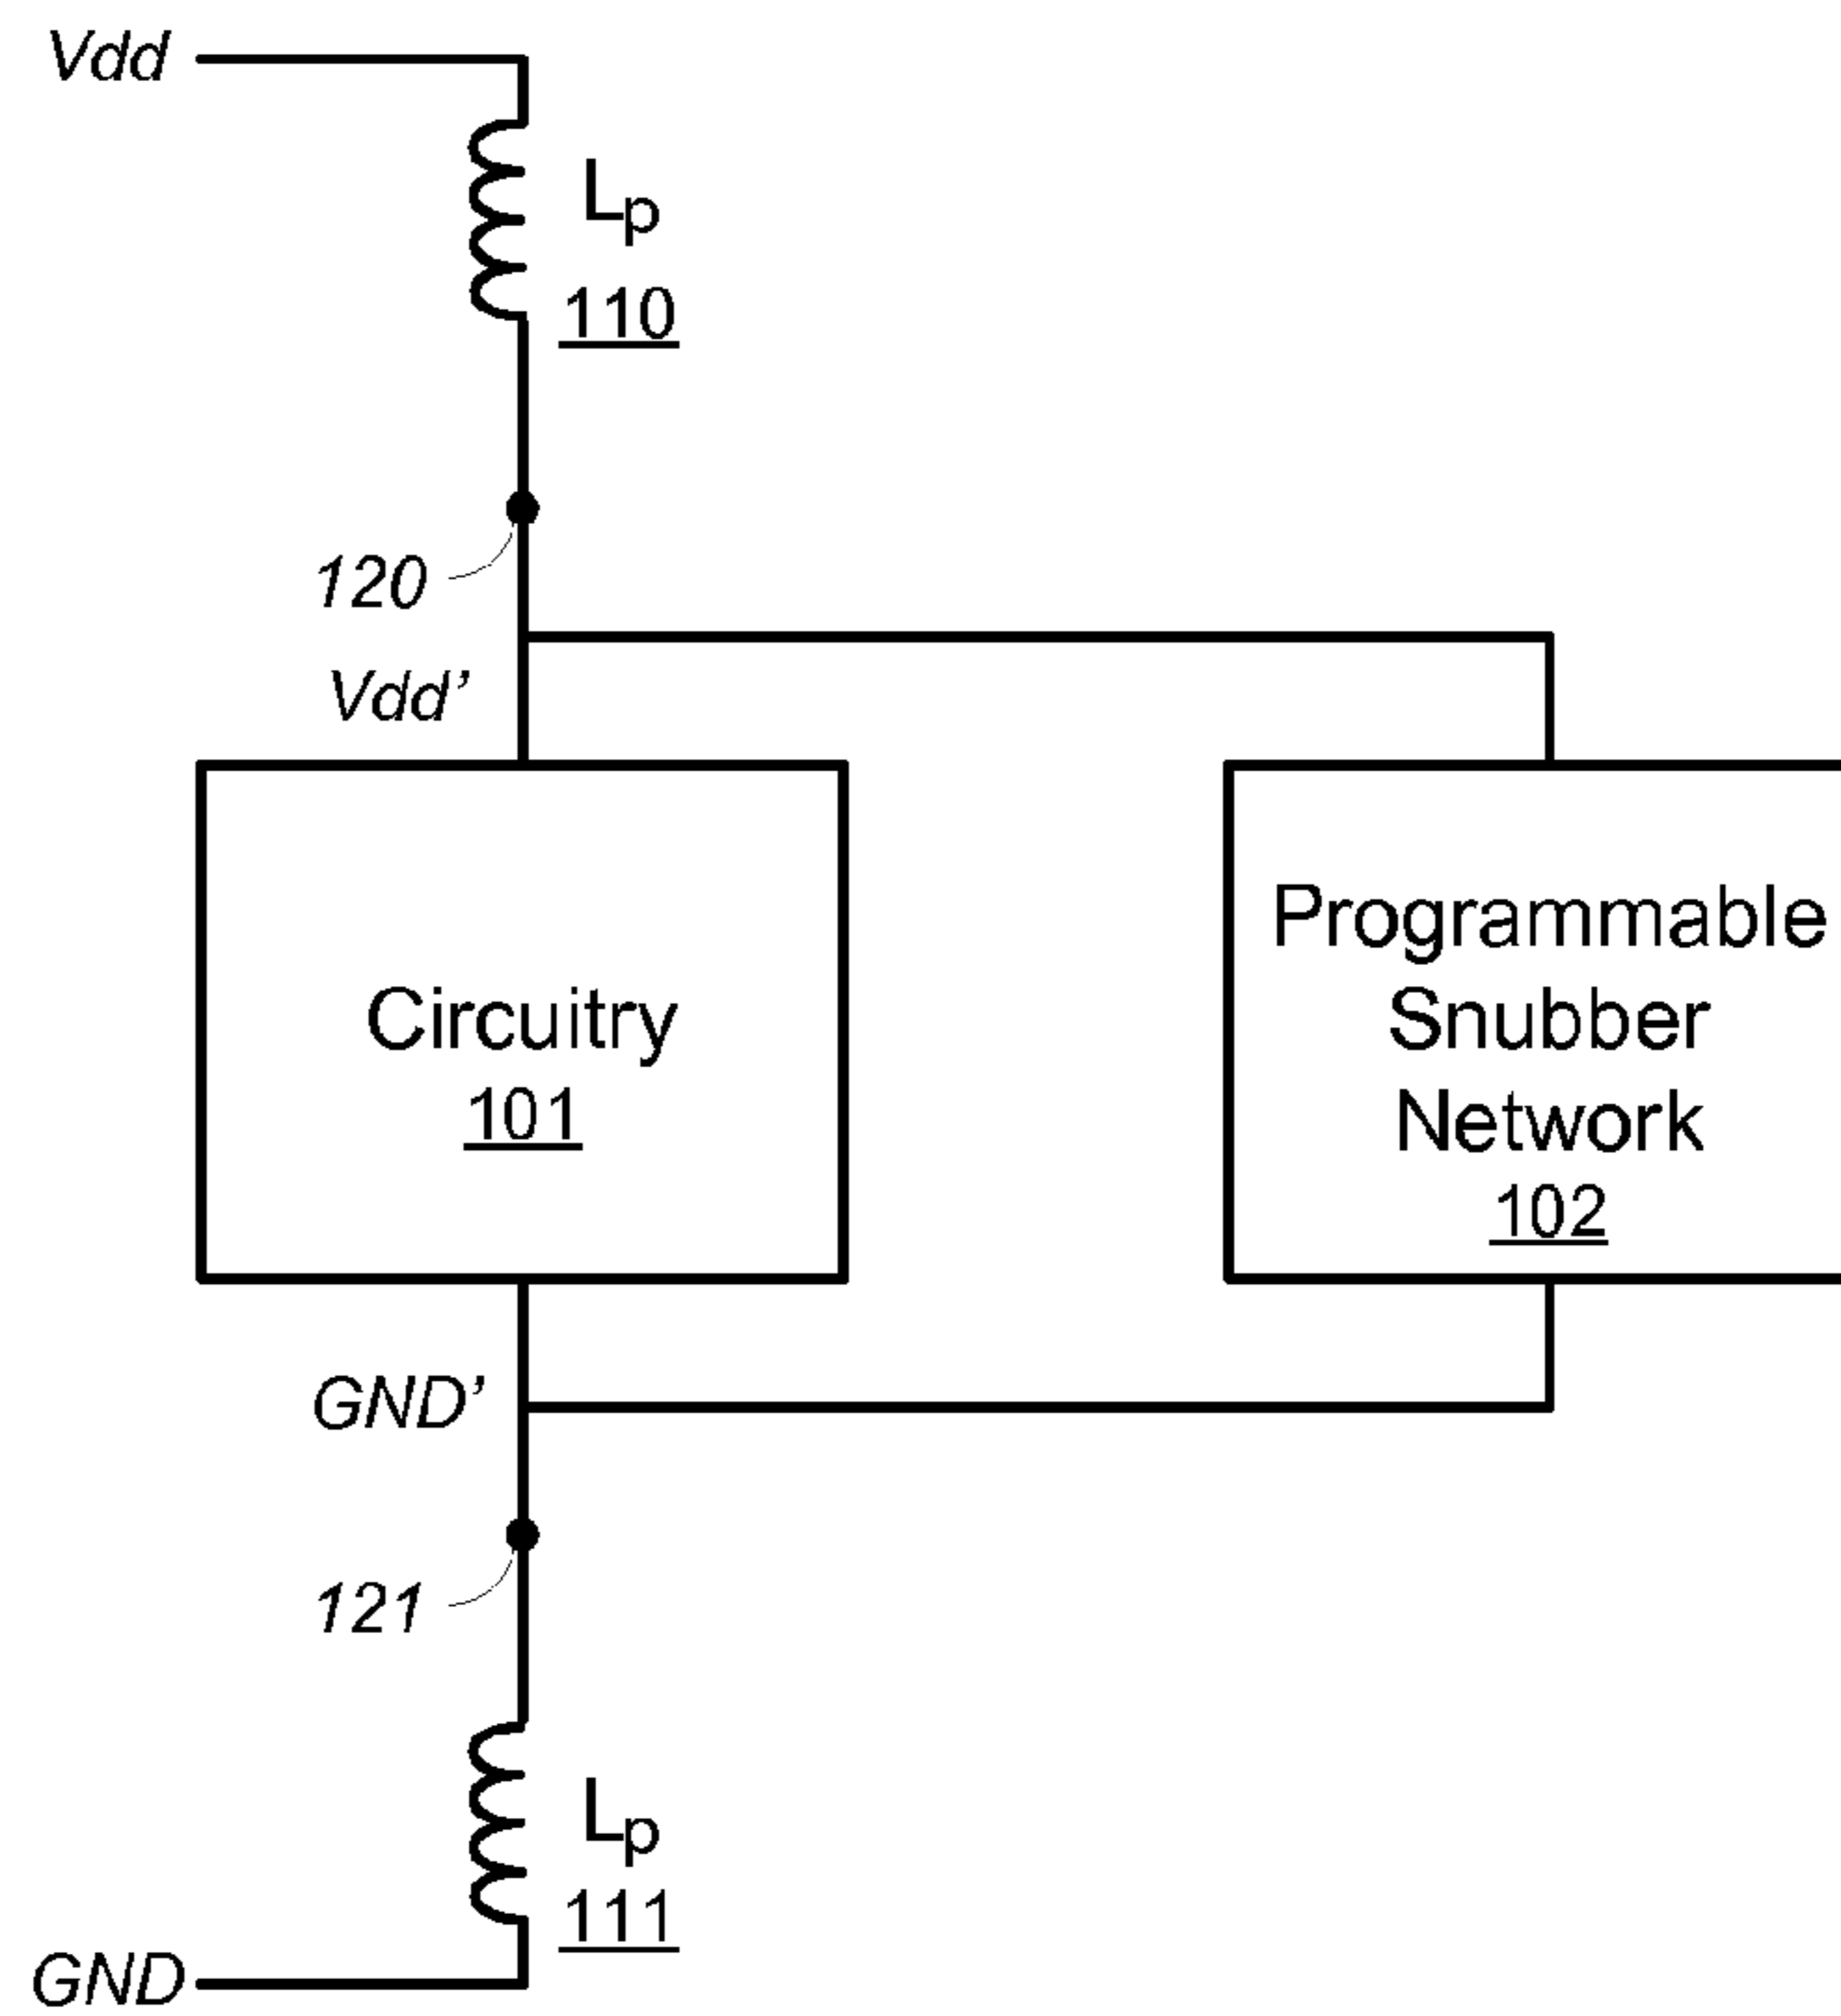 Vdd
Lp
110
120
Vdd'
Circuitry
101
Programmable
Snubber
Network
102
GND'
121
Lp
111
GND